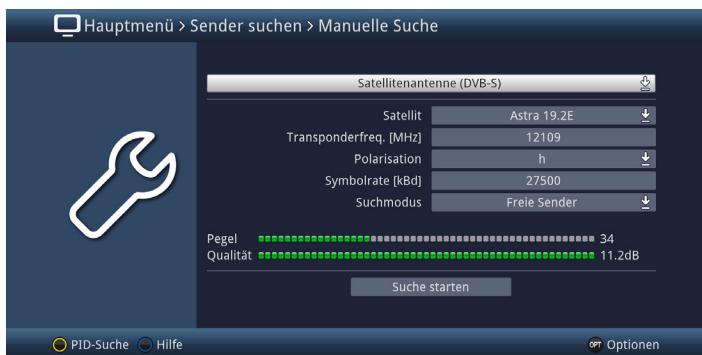 Hauptmenü > Sender suchen > Manuelle Suche
Satellitenantenne (DVB-S)
Satellit Astra 19.2E
Transponderfreq. [MHz] 12109
Polarisation h
Symbolrate [kBd] 27500
Suchmodus Freie Sender
Pegel 34
Qualität 11.2dB
Suche starten
PID-Suche Hilfe OPT Optionen